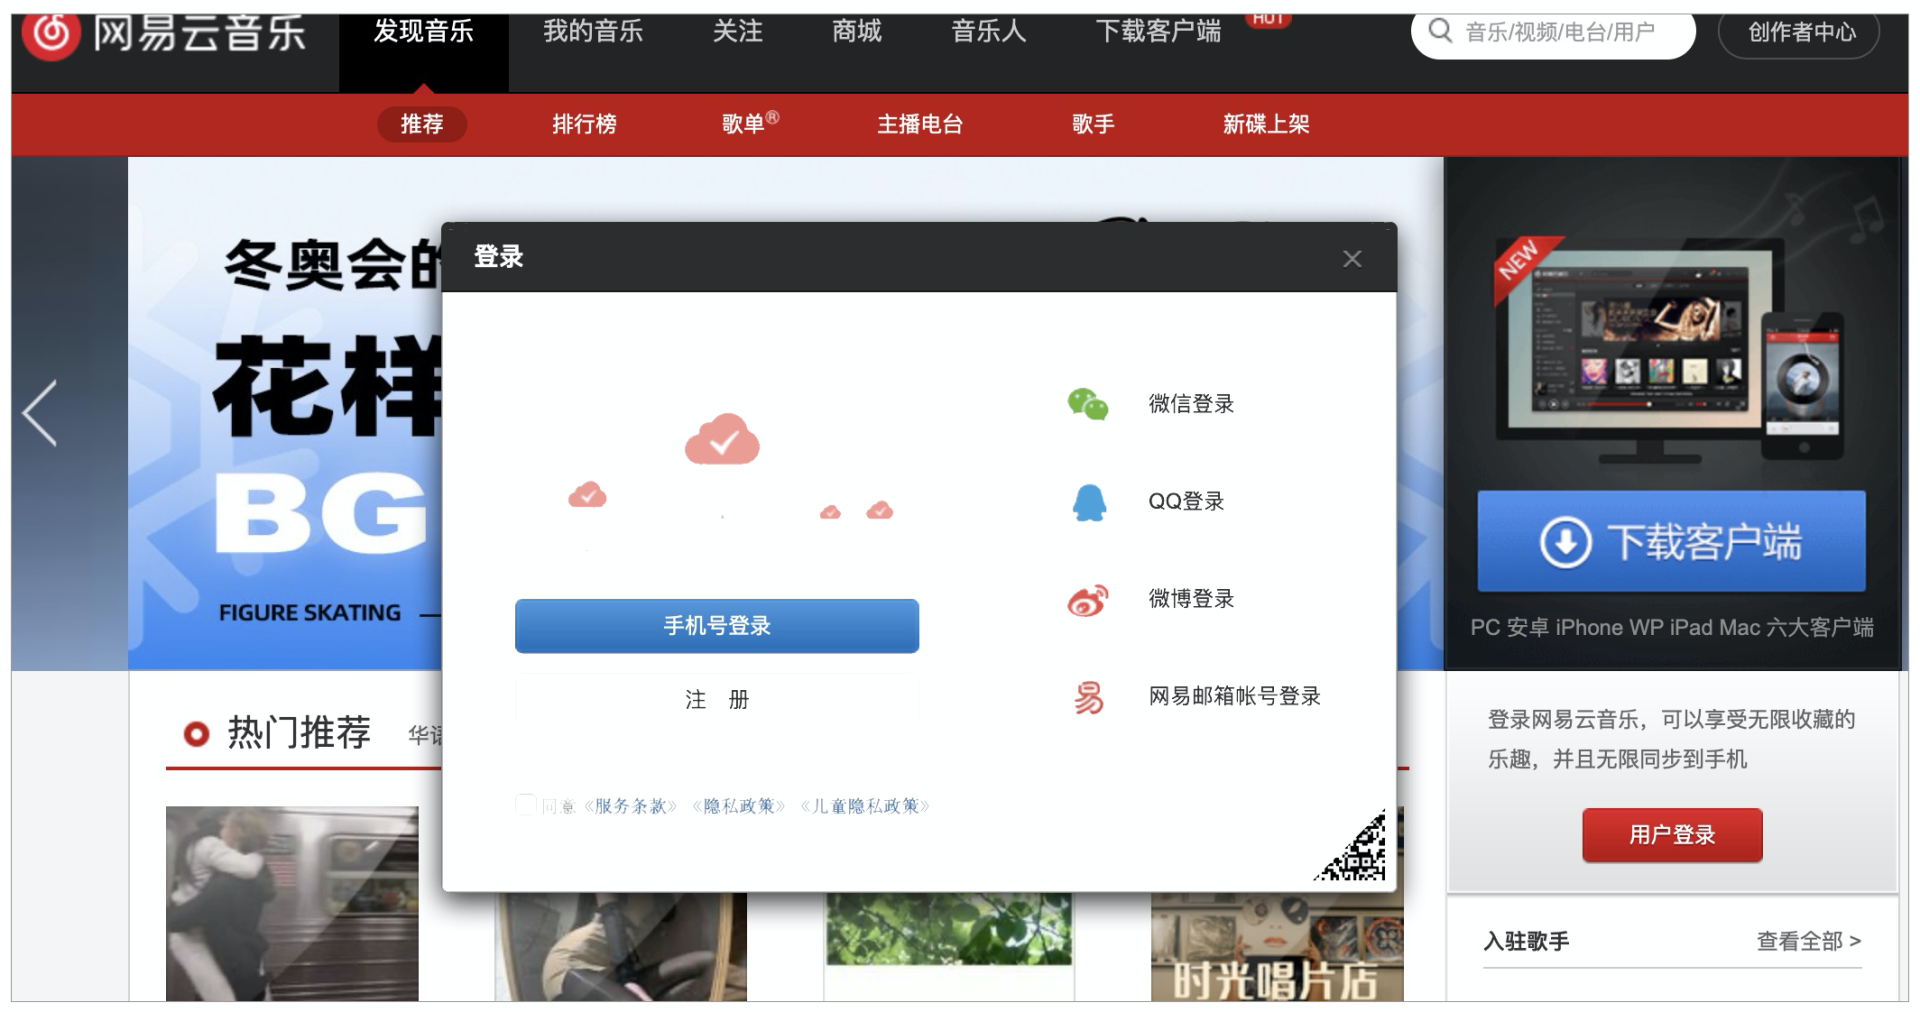 网易云音乐
发现音乐 我的音乐 关注 商城 音乐人 下载客户端 HOT
音乐/视频/电台/用户
创作者中心
推荐 排行榜 歌单® 主播电台 歌手 新碟上架
冬奥会的
花样
BG
FIGURE SKATING
登录
微信登录
QQ登录
微博登录
网易邮箱帐号登录
手机号登录
注 册
同意《服务条款》《隐私政策》《儿童隐私政策》
NEW
下载客户端
PC 安卓 iPhone WP iPad Mac 六大客户端
登录网易云音乐，可以享受无限收藏的
乐趣，并且无限同步到手机
用户登录
热门推荐 华语
入驻歌手 查看全部 >
时光唱片店